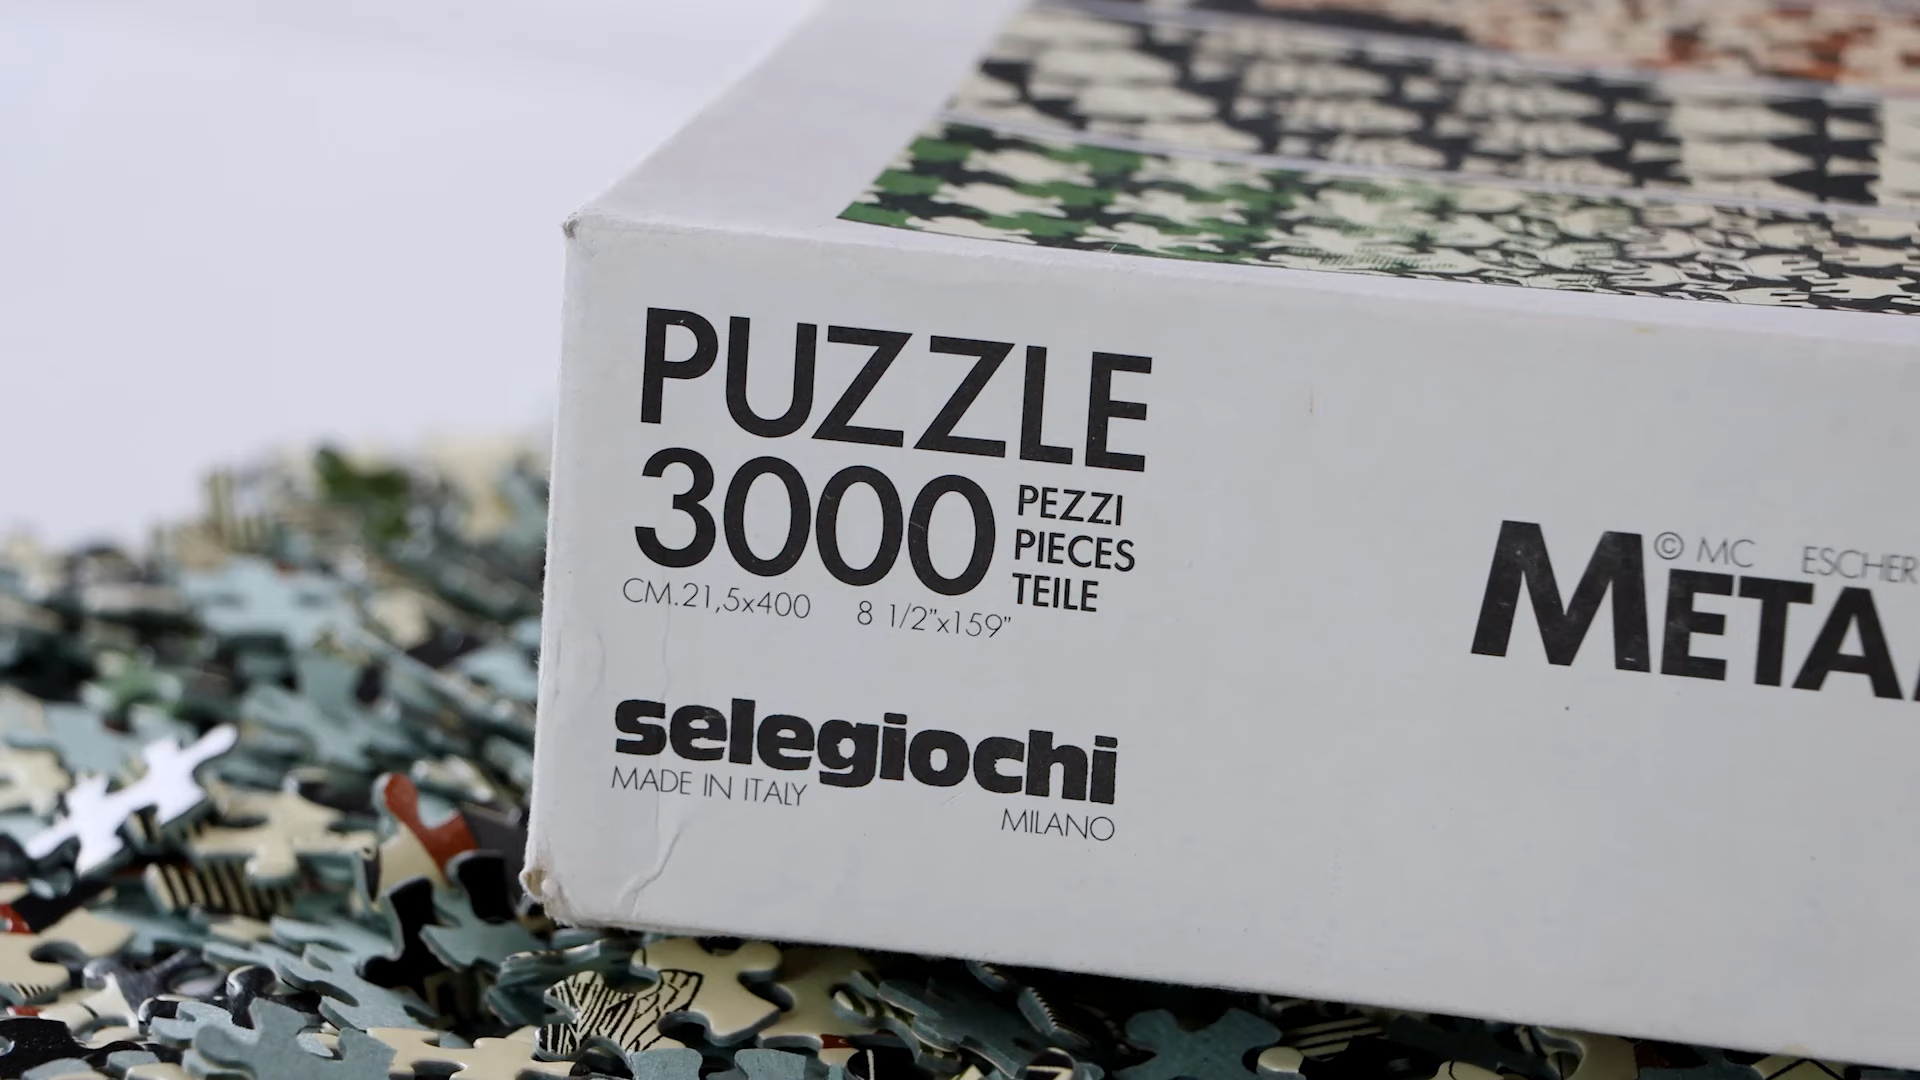 PUZZLE
3000 PEZZI
PIECES
TEILE
CM.21,5x400 8 1/2"x159"
selegiochi
MADE IN ITALY
MILANO
© MC ESCHER
META